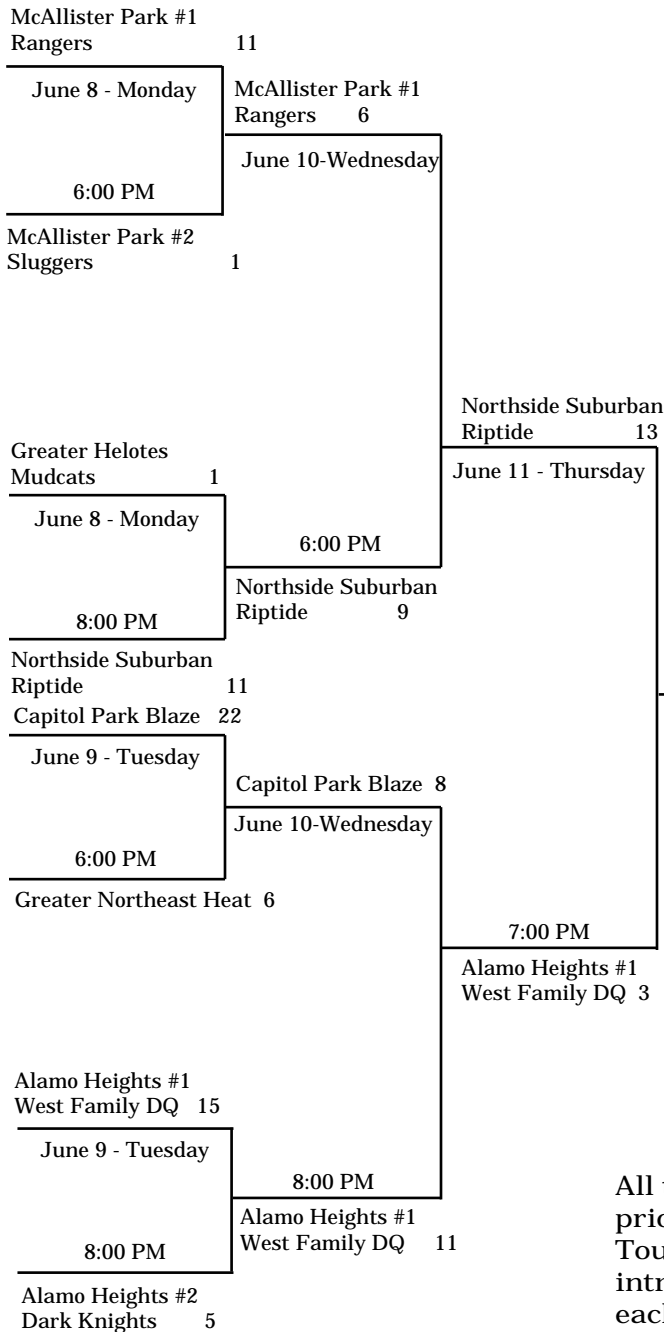 McAllister Park #1
Rangers 11
June 8 - Monday
McAllister Park #1
Rangers 6
June 10-Wednesday
6:00 PM
McAllister Park #2
Sluggers 1
Northside Suburban
Riptide 13
June 11 - Thursday
Greater Helotes
Mudcats 1
June 8 - Monday
6:00 PM
Northside Suburban
Riptide 9
8:00 PM
Northside Suburban
Riptide 11
Capitol Park Blaze 22
June 9 - Tuesday
Capitol Park Blaze 8
June 10-Wednesday
6:00 PM
Greater Northeast Heat 6
7:00 PM
Alamo Heights #1
West Family DQ 3
Alamo Heights #1
West Family DQ 15
June 9 - Tuesday
8:00 PM
Alamo Heights #1
West Family DQ 11
8:00 PM
Alamo Heights #2
Dark Knights 5
All